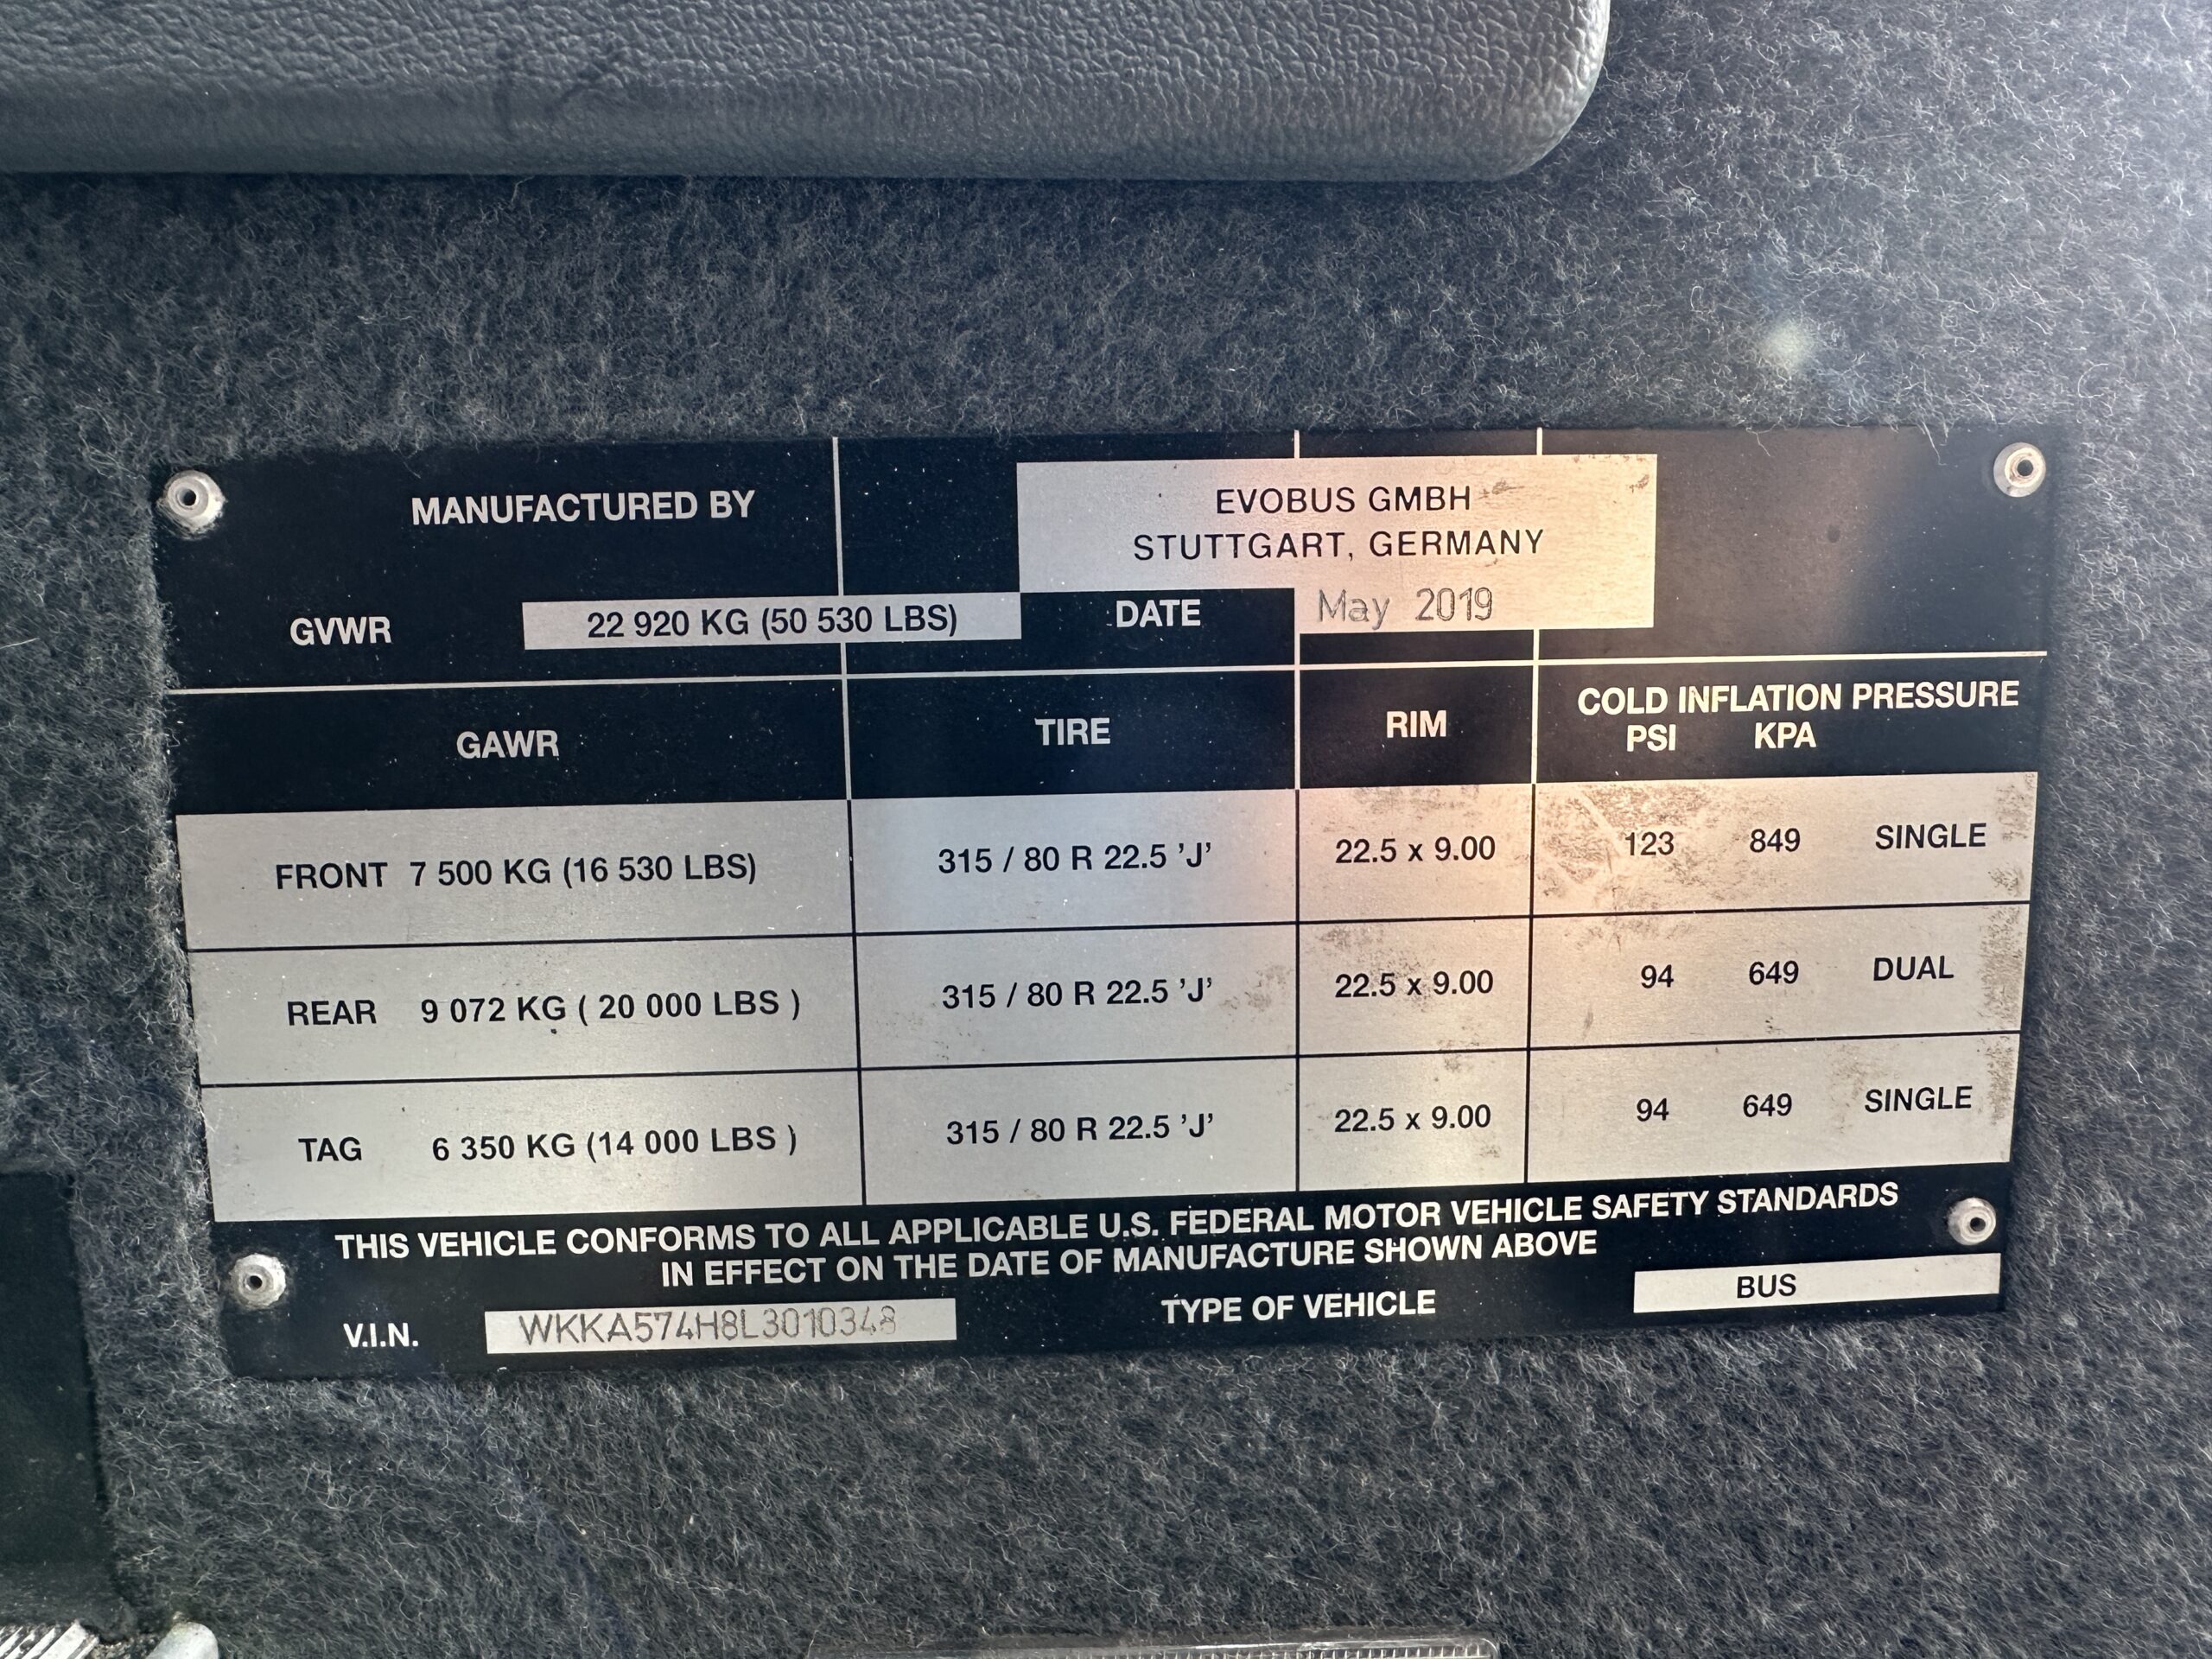 MANUFACTURED BY
EVOBUS GMBH
STUTTGART, GERMANY
GVWR 22 920 KG (50 530 LBS) DATE May 2019
GAWR TIRE RIM COLD INFLATION PRESSURE
PSI KPA
FRONT 7 500 KG (16 530 LBS) 315 / 80 R 22.5 'J' 22.5 x 9.00 123 849 SINGLE
REAR 9 072 KG ( 20 000 LBS ) 315 / 80 R 22.5 'J' 22.5 x 9.00 94 649 DUAL
TAG 6 350 KG (14 000 LBS ) 315 / 80 R 22.5 'J' 22.5 x 9.00 94 649 SINGLE
THIS VEHICLE CONFORMS TO ALL APPLICABLE U.S. FEDERAL MOTOR VEHICLE SAFETY STANDARDS
IN EFFECT ON THE DATE OF MANUFACTURE SHOWN ABOVE
V.I.N. WKKA574H8L3010348 TYPE OF VEHICLE BUS